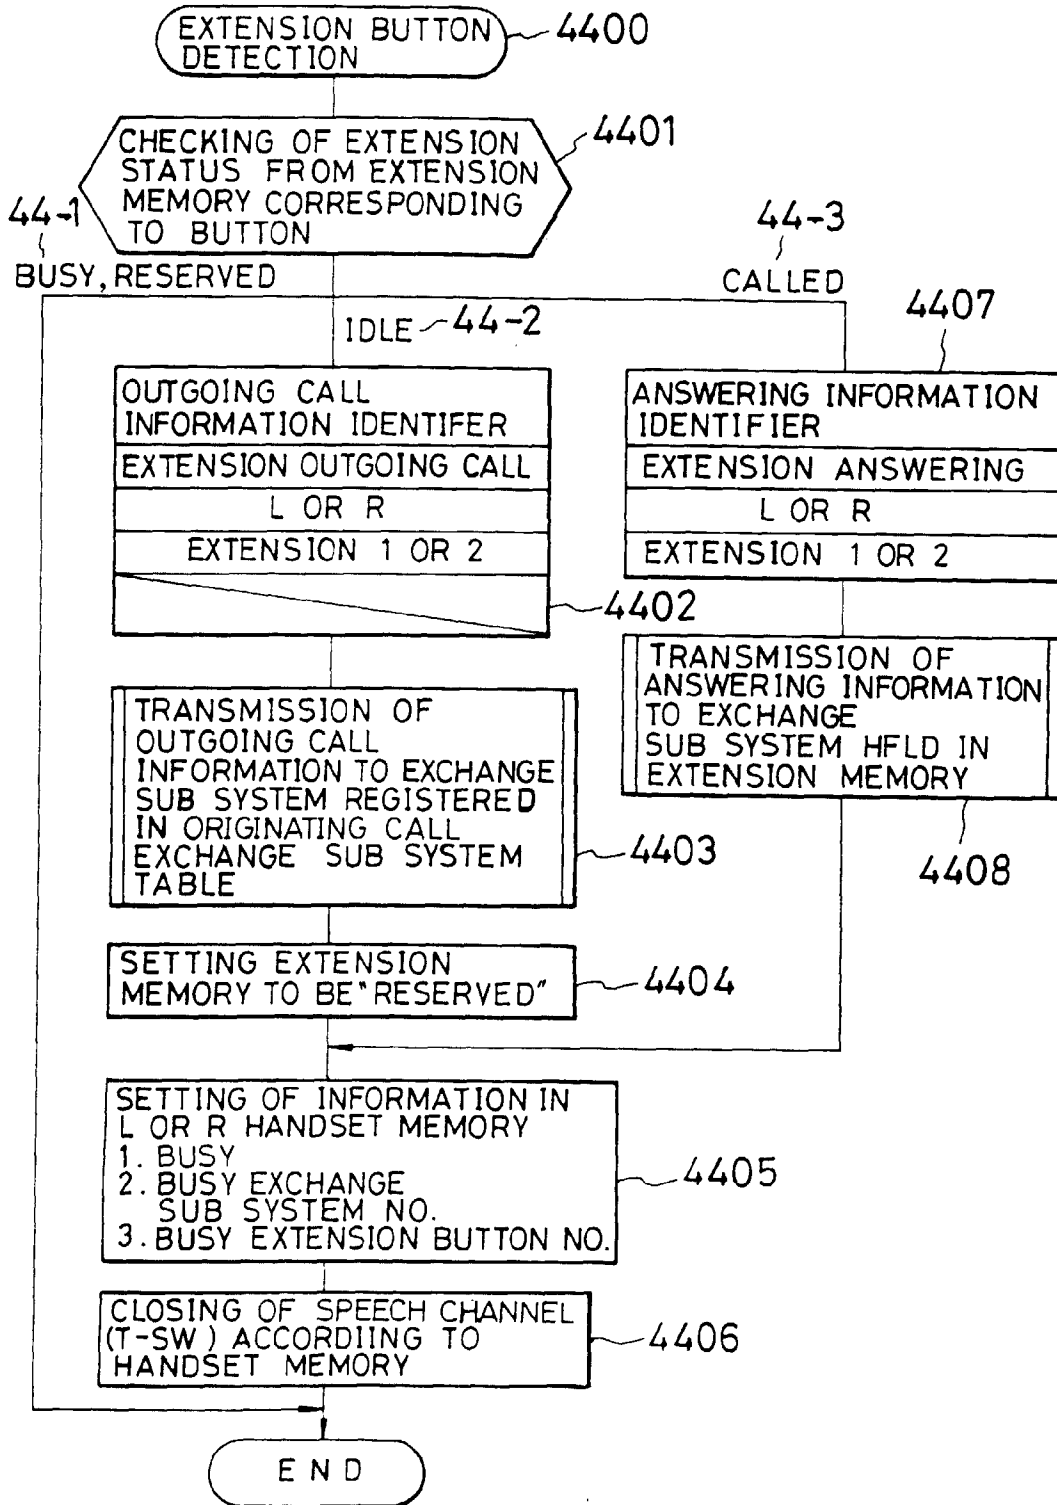 EXTENSION BUTTON
DETECTION
4400
CHECKING OF EXTENSION
STATUS FROM EXTENSION
MEMORY CORRESPONDING
TO BUTTON
4401
44-1
BUSY, RESERVED
44-3
CALLED
IDLE
44-2
4407
OUTGOING CALL
INFORMATION IDENTIFER
EXTENSION OUTGOING CALL
L OR R
EXTENSION 1 OR 2
4402
ANSWERING INFORMATION
IDENTIFIER
EXTENSION ANSWERING
L OR R
EXTENSION 1 OR 2
TRANSMISSION OF
OUTGOING CALL
INFORMATION TO EXCHANGE
SUB SYSTEM REGISTERED
IN ORIGINATING CALL
EXCHANGE SUB SYSTEM
TABLE
4403
TRANSMISSION OF
ANSWERING INFORMATION
TO EXCHANGE
SUB SYSTEM HFLD IN
EXTENSION MEMORY
4408
SETTING EXTENSION
MEMORY TO BE "RESERVED"
4404
SETTING OF INFORMATION IN
L OR R HANDSET MEMORY
1. BUSY
2. BUSY EXCHANGE
SUB SYSTEM NO.
3. BUSY EXTENSION BUTTON NO.
4405
CLOSING OF SPEECH CHANNEL
(T-SW) ACCORDIING TO
HANDSET MEMORY
4406
END